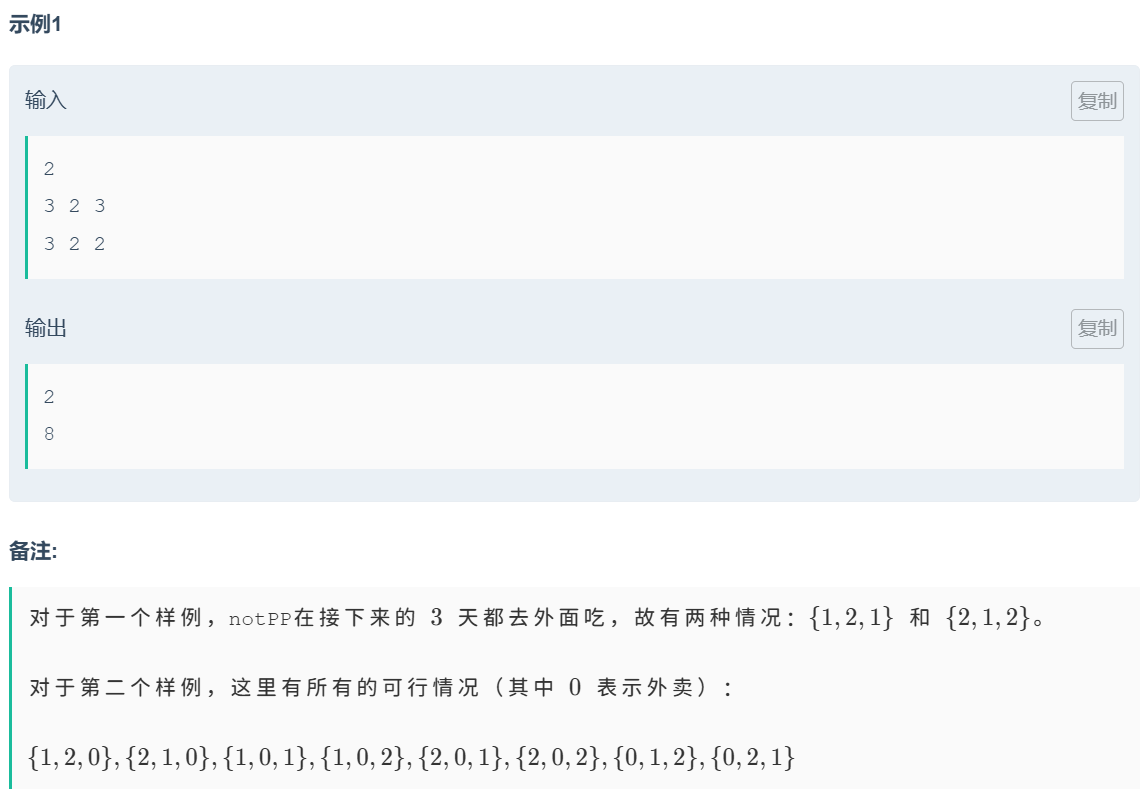 示例1
输入
复制
2
3 2 3
3 2 2
输出
复制
2
8
备注:
对于第一个样例，notPP在接下来的 3 天都去外面吃，故有两种情况：{1,2,1} 和 {2,1,2}。
对于第二个样例，这里有所有的可行情况（其中 0 表示外卖）：
{1,2,0},{2,1,0},{1,0,1},{1,0,2},{2,0,1},{2,0,2},{0,1,2},{0,2,1}